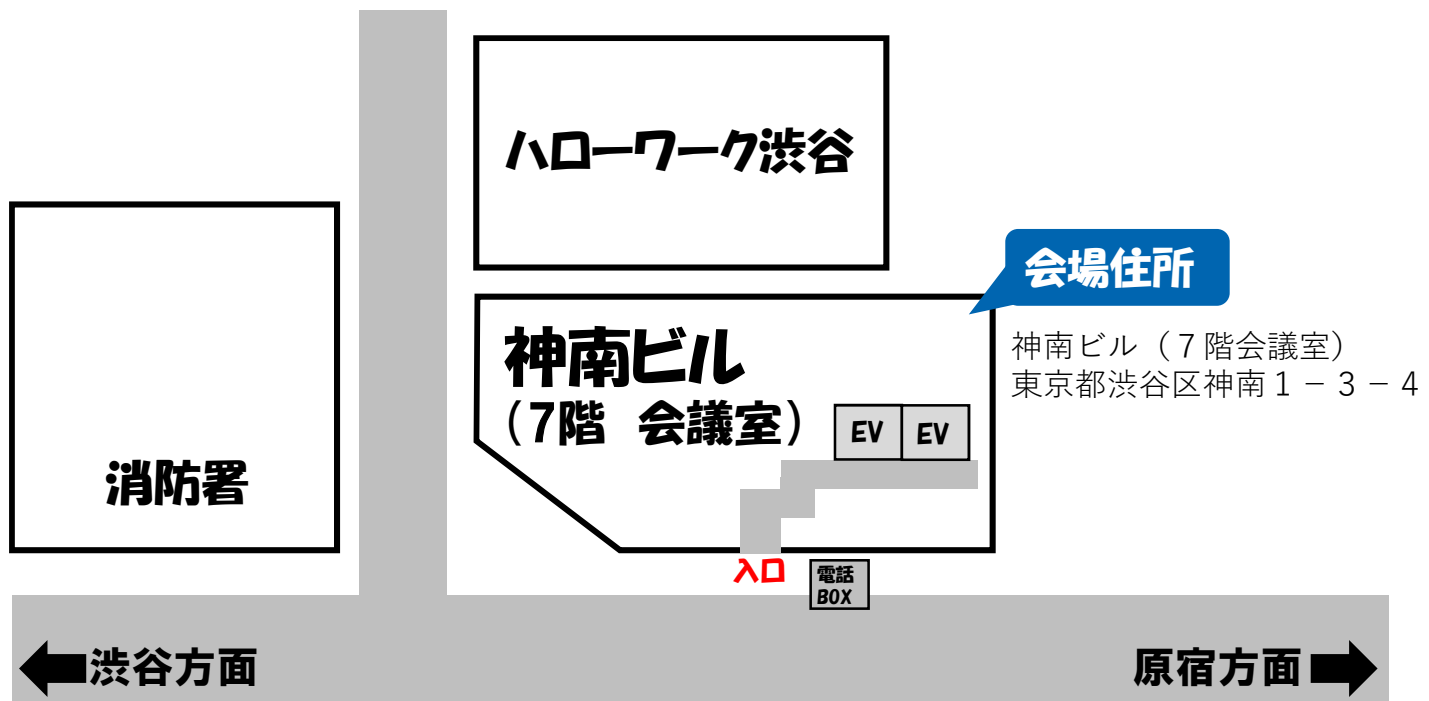 ハローワーク渋谷
会場住所
神南ビル（７階会議室）
東京都渋谷区神南１－３－４
神南ビル
（7階　会議室）
EV EV
消防署
入口
電話
BOX
渋谷方面
原宿方面